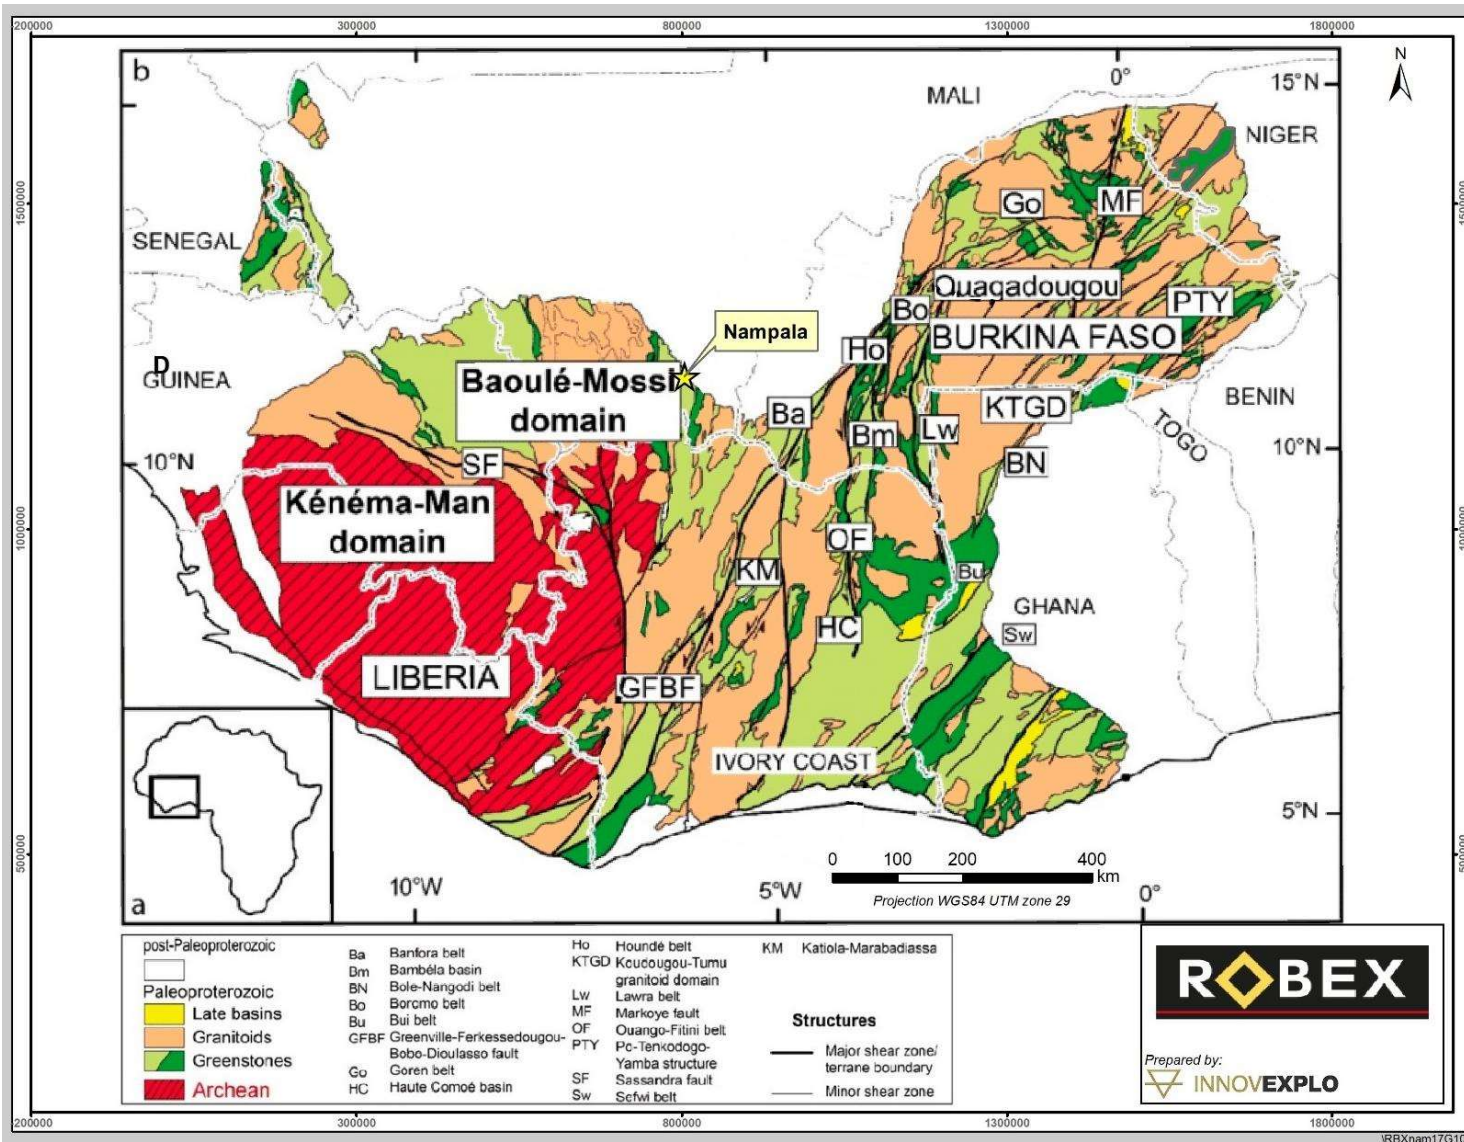 200000 300000 800000 1300000 1800000
b
0°
15°N
N
MALI
NIGER
1500000
SENEGAL
Go
MF
Ouagadougou
PTY
Bo
Nampala
BURKINA FASO
Ho
D
GUINEA
Baoulé-Mossi
domain
BENIN
Ba
KTGD
Bm
Lw
TOGO
10°N
SF
BN
10°N
Kénéma-Man
domain
1000000
OF
KM
Bu
GHANA
HC
Sw
LIBERIA
GFBF
IVORY COAST
5°N
500000
0 100 200 400
km
10°W
5°W
0°
Projection WGS84 UTM zone 29
a
post-Paleoproterozoic
Paleoproterozoic
Late basins
Granitoids
Greenstones
Archean
Ba Banfora belt
Bm Bambéla basin
BN Bole-Nangodi belt
Bo Boromo belt
Bu Bui belt
GFBF Greenville-Ferkessedougou-
Bobo-Dioulasso fault
Go Goren belt
HC Haute Comoé basin
Ho Houndé belt
KTGD Koudougou-Tumu
granitoid domain
Lw Lawra belt
MF Markoye fault
OF Ouango-Fitini belt
PTY Po-Tenkodogo-
Yamba structure
SF Sassandra fault
Sw Sefwi belt
KM Katiola-Marabadiassa
Structures
Major shear zone/
terrane boundary
Minor shear zone
ROBEX
Prepared by:
INNOVEXPLO
200000 300000 800000 1300000 1800000